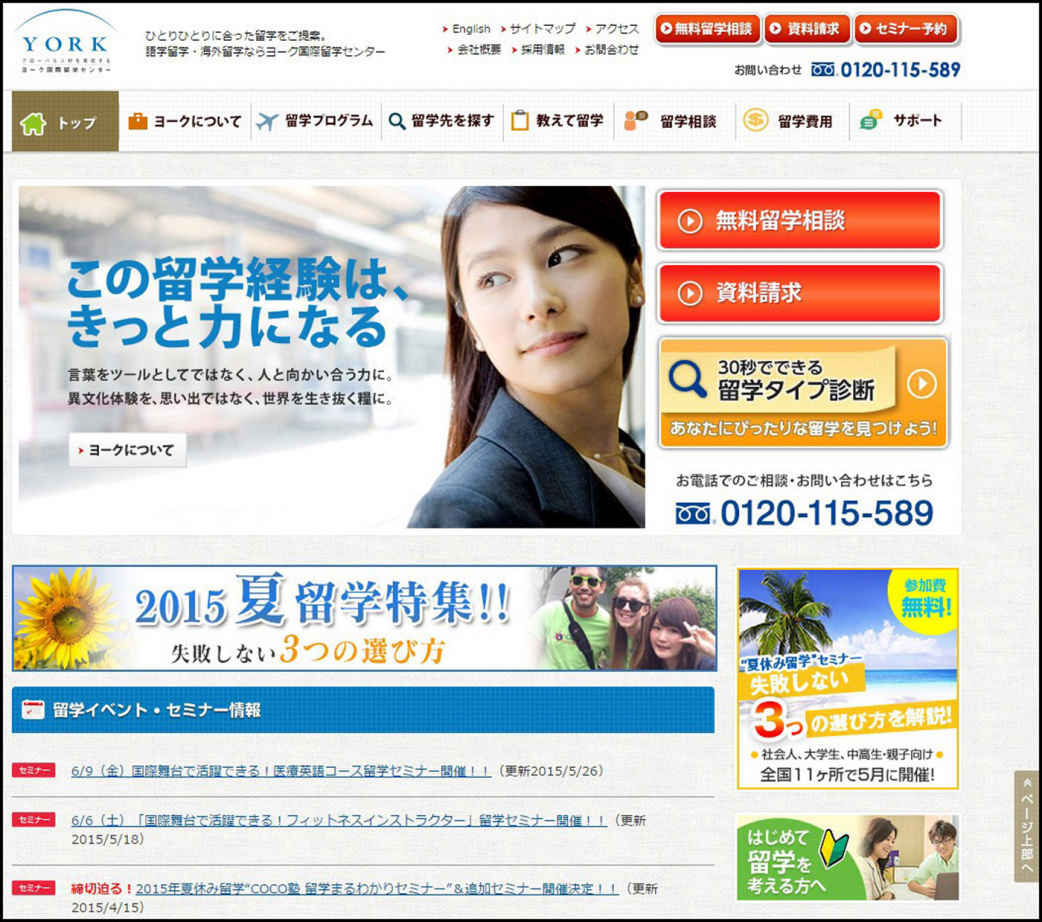 YORK
グローバル人材を育成する
ヨーク国際留学センター
ひとりひとりに合った留学をご提案。
語学留学・海外留学ならヨーク国際留学センター
English サイトマップ アクセス
会社概要 採用情報 お問合わせ
無料留学相談 資料請求 セミナー予約
お問い合わせ 0120-115-589
トップ ヨークについて 留学プログラム 留学先を探す 教えて留学 留学相談 留学費用 サポート
この留学経験は、
きっと力になる
言葉をツールとしてではなく、人と向かい合う力に。
異文化体験を、思い出ではなく、世界を生き抜く糧に。
ヨークについて
無料留学相談
資料請求
30秒でできる
留学タイプ診断
あなたにぴったりな留学を見つけよう!
お電話でのご相談・お問い合わせはこちら
0120-115-589
2015 夏 留学特集!!
失敗しない3つの選び方
参加費
無料!
"夏休み留学"セミナー
失敗しない
3つの選び方を解説!
●社会人、大学生、中高生・親子向け●
全国11ヶ所で5月に開催!
留学イベント・セミナー情報
セミナー 6/9(金)国際舞台で活躍できる!医療英語コース留学セミナー開催!!(更新2015/5/26)
セミナー 6/6(土)「国際舞台で活躍できる!フィットネスインストラクター」留学セミナー開催!!(更新
2015/5/18)
セミナー 締切迫る!2015年夏休み留学"COCO塾 留学まるわかりセミナー"&追加セミナー開催決定!!(更新
2015/4/15)
はじめて
留学を
考える方へ
ページ上部へ